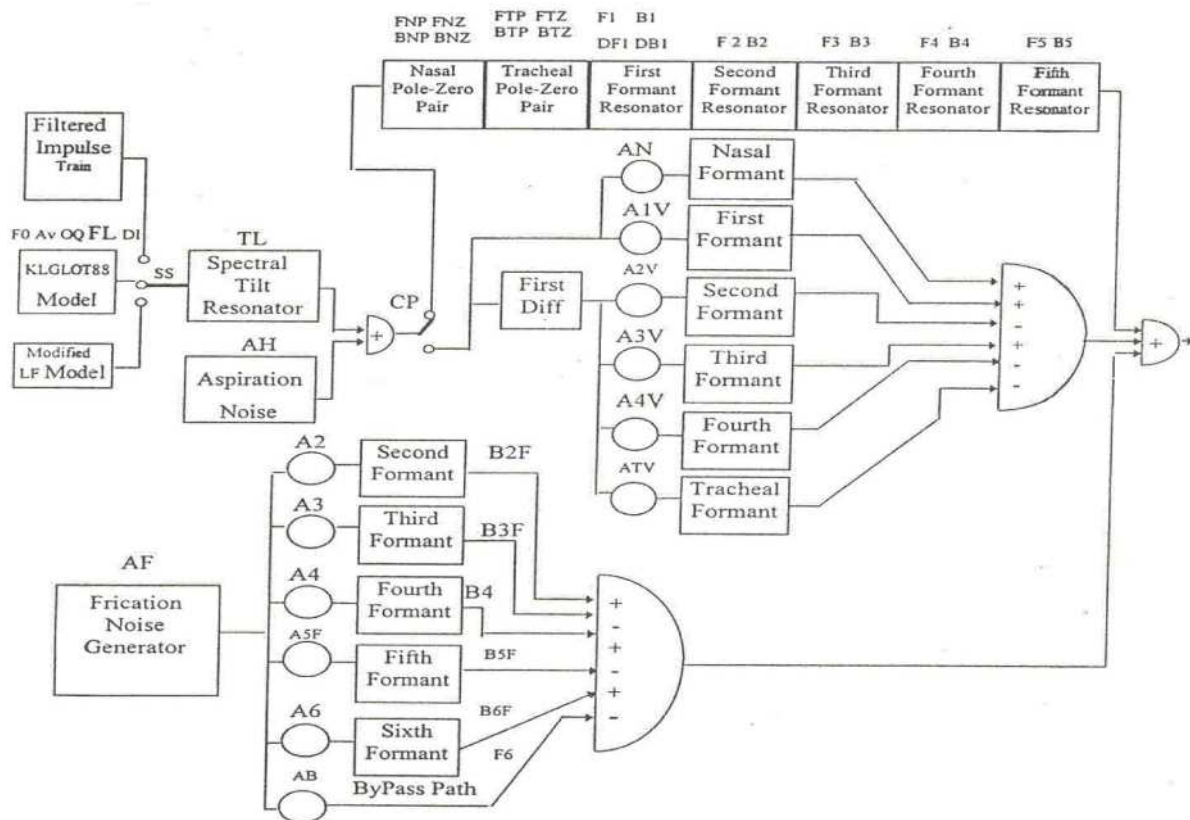 FNP FNZ
BNP BNZ
FTP FTZ
BTP BTZ
F1 B1
DF1 DB1
F2 B2
F3 B3
F4 B4
F5 B5
Nasal
Pole-Zero
Pair
Tracheal
Pole-Zero
Pair
First
Formant
Resonator
Second
Formant
Resonator
Third
Formant
Resonator
Fourth
Formant
Resonator
Fifth
Formant
Resonator
Filtered
Impulse
Train
F0 Av OQ FL DI
KLGLOT88
Model
SS
Modified
LF Model
TL
Spectral
Tilt
Resonator
AH
Aspiration
Noise
+
CP
First
Diff
AN
Nasal
Formant
A1V
First
Formant
A2V
Second
Formant
A3V
Third
Formant
A4V
Fourth
Formant
ATV
Tracheal
Formant
+
+
-
+
-
-
+
AF
Frication
Noise
Generator
A2
Second
Formant
B2F
A3
Third
Formant
B3F
A4
Fourth
Formant
B4
A5F
Fifth
Formant
B5F
A6
Sixth
Formant
B6F
F6
AB
ByPass Path
+
-
+
-
+
-